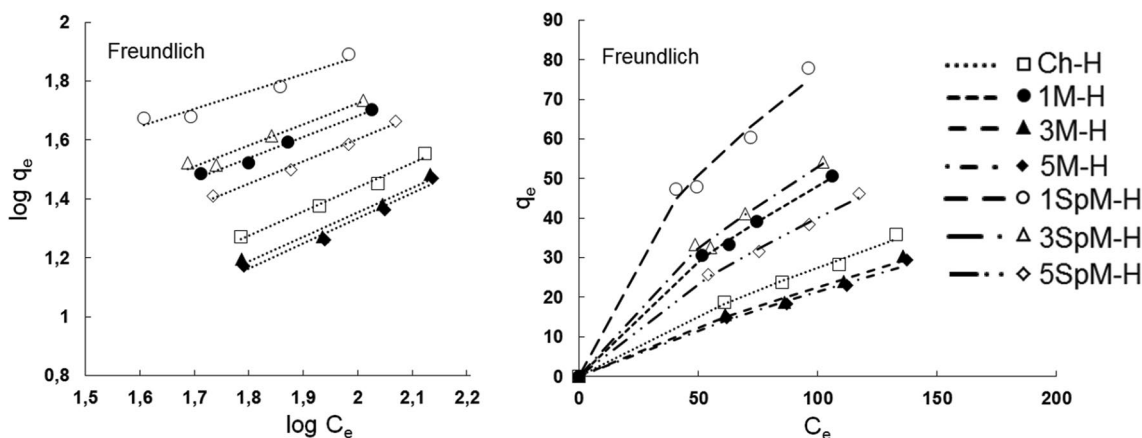 Freundlich
log qe
2
1,8
1,6
1,4
1,2
1
0,8
1,5
1,6
1,7
1,8
1,9
2
2,1
2,2
log Ce
Freundlich
qe
90
80
70
60
50
40
30
20
10
0
0
50
100
150
200
Ce
Ch-H
1M-H
3M-H
5M-H
1SpM-H
3SpM-H
5SpM-H